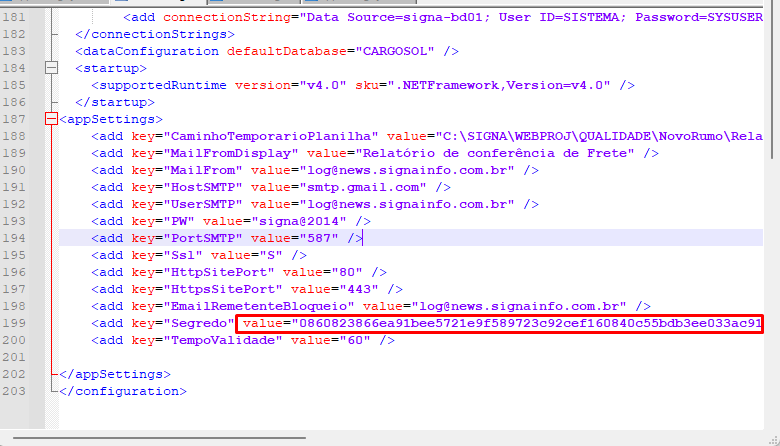 181 <add connectionString="Data Source=signa-bd01; User ID=SISTEMA; Password=SYSUSER
182 </connectionStrings>
183 <dataConfiguration defaultDatabase="CARGOSOL" />
184 <startup>
185 <supportedRuntime version="v4.0" sku=".NETFramework,Version=v4.0" />
186 </startup>
187 <appSettings>
188 <add key="CaminhoTemporarioPlanilha" value="C:\SIGNA\WEBPROJ\QUALIDADE\NovoRumo\Rela
189 <add key="MailFromDisplay" value="Relatório de conferência de Frete" />
190 <add key="MailFrom" value="log@news.signainfo.com.br" />
191 <add key="HostSMTP" value="smtp.gmail.com" />
192 <add key="UserSMTP" value="log@news.signainfo.com.br" />
193 <add key="PW" value="signa@2014" />
194 <add key="PortSMTP" value="587" />
195 <add key="Ssl" value="S" />
196 <add key="HttpSitePort" value="80" />
197 <add key="HttpsSitePort" value="443" />
198 <add key="EmailRemetenteBloqueio" value="log@news.signainfo.com.br" />
199 <add key="Segredo" value="0860823866ea91bee5721e9f589723c92cef160840c55bdb3ee033ac91
200 <add key="TempoValidade" value="60" />
201
202 </appSettings>
203 </configuration>